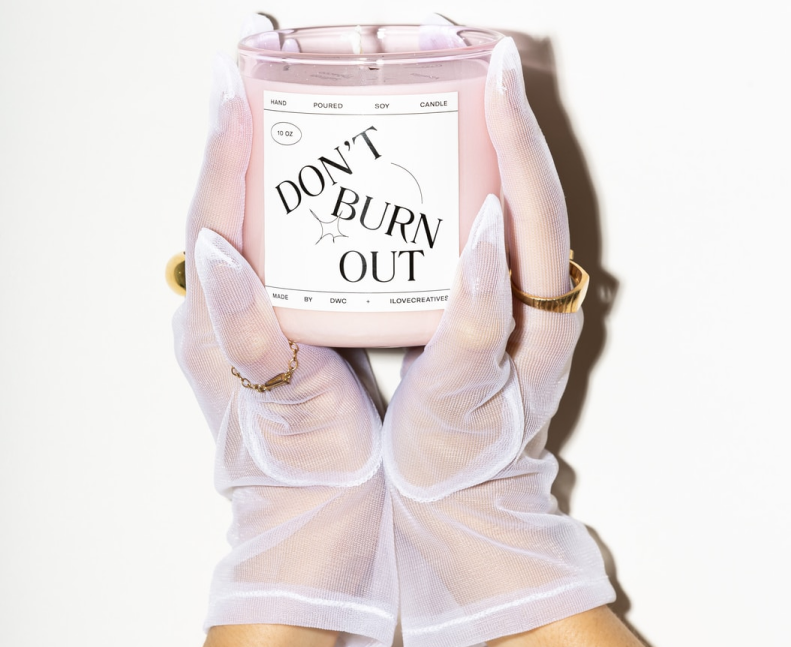 HAND POURED SOY CANDLE
10 OZ
DON'T
BURN
OUT
MADE BY DWC + ILOVECREATIVES